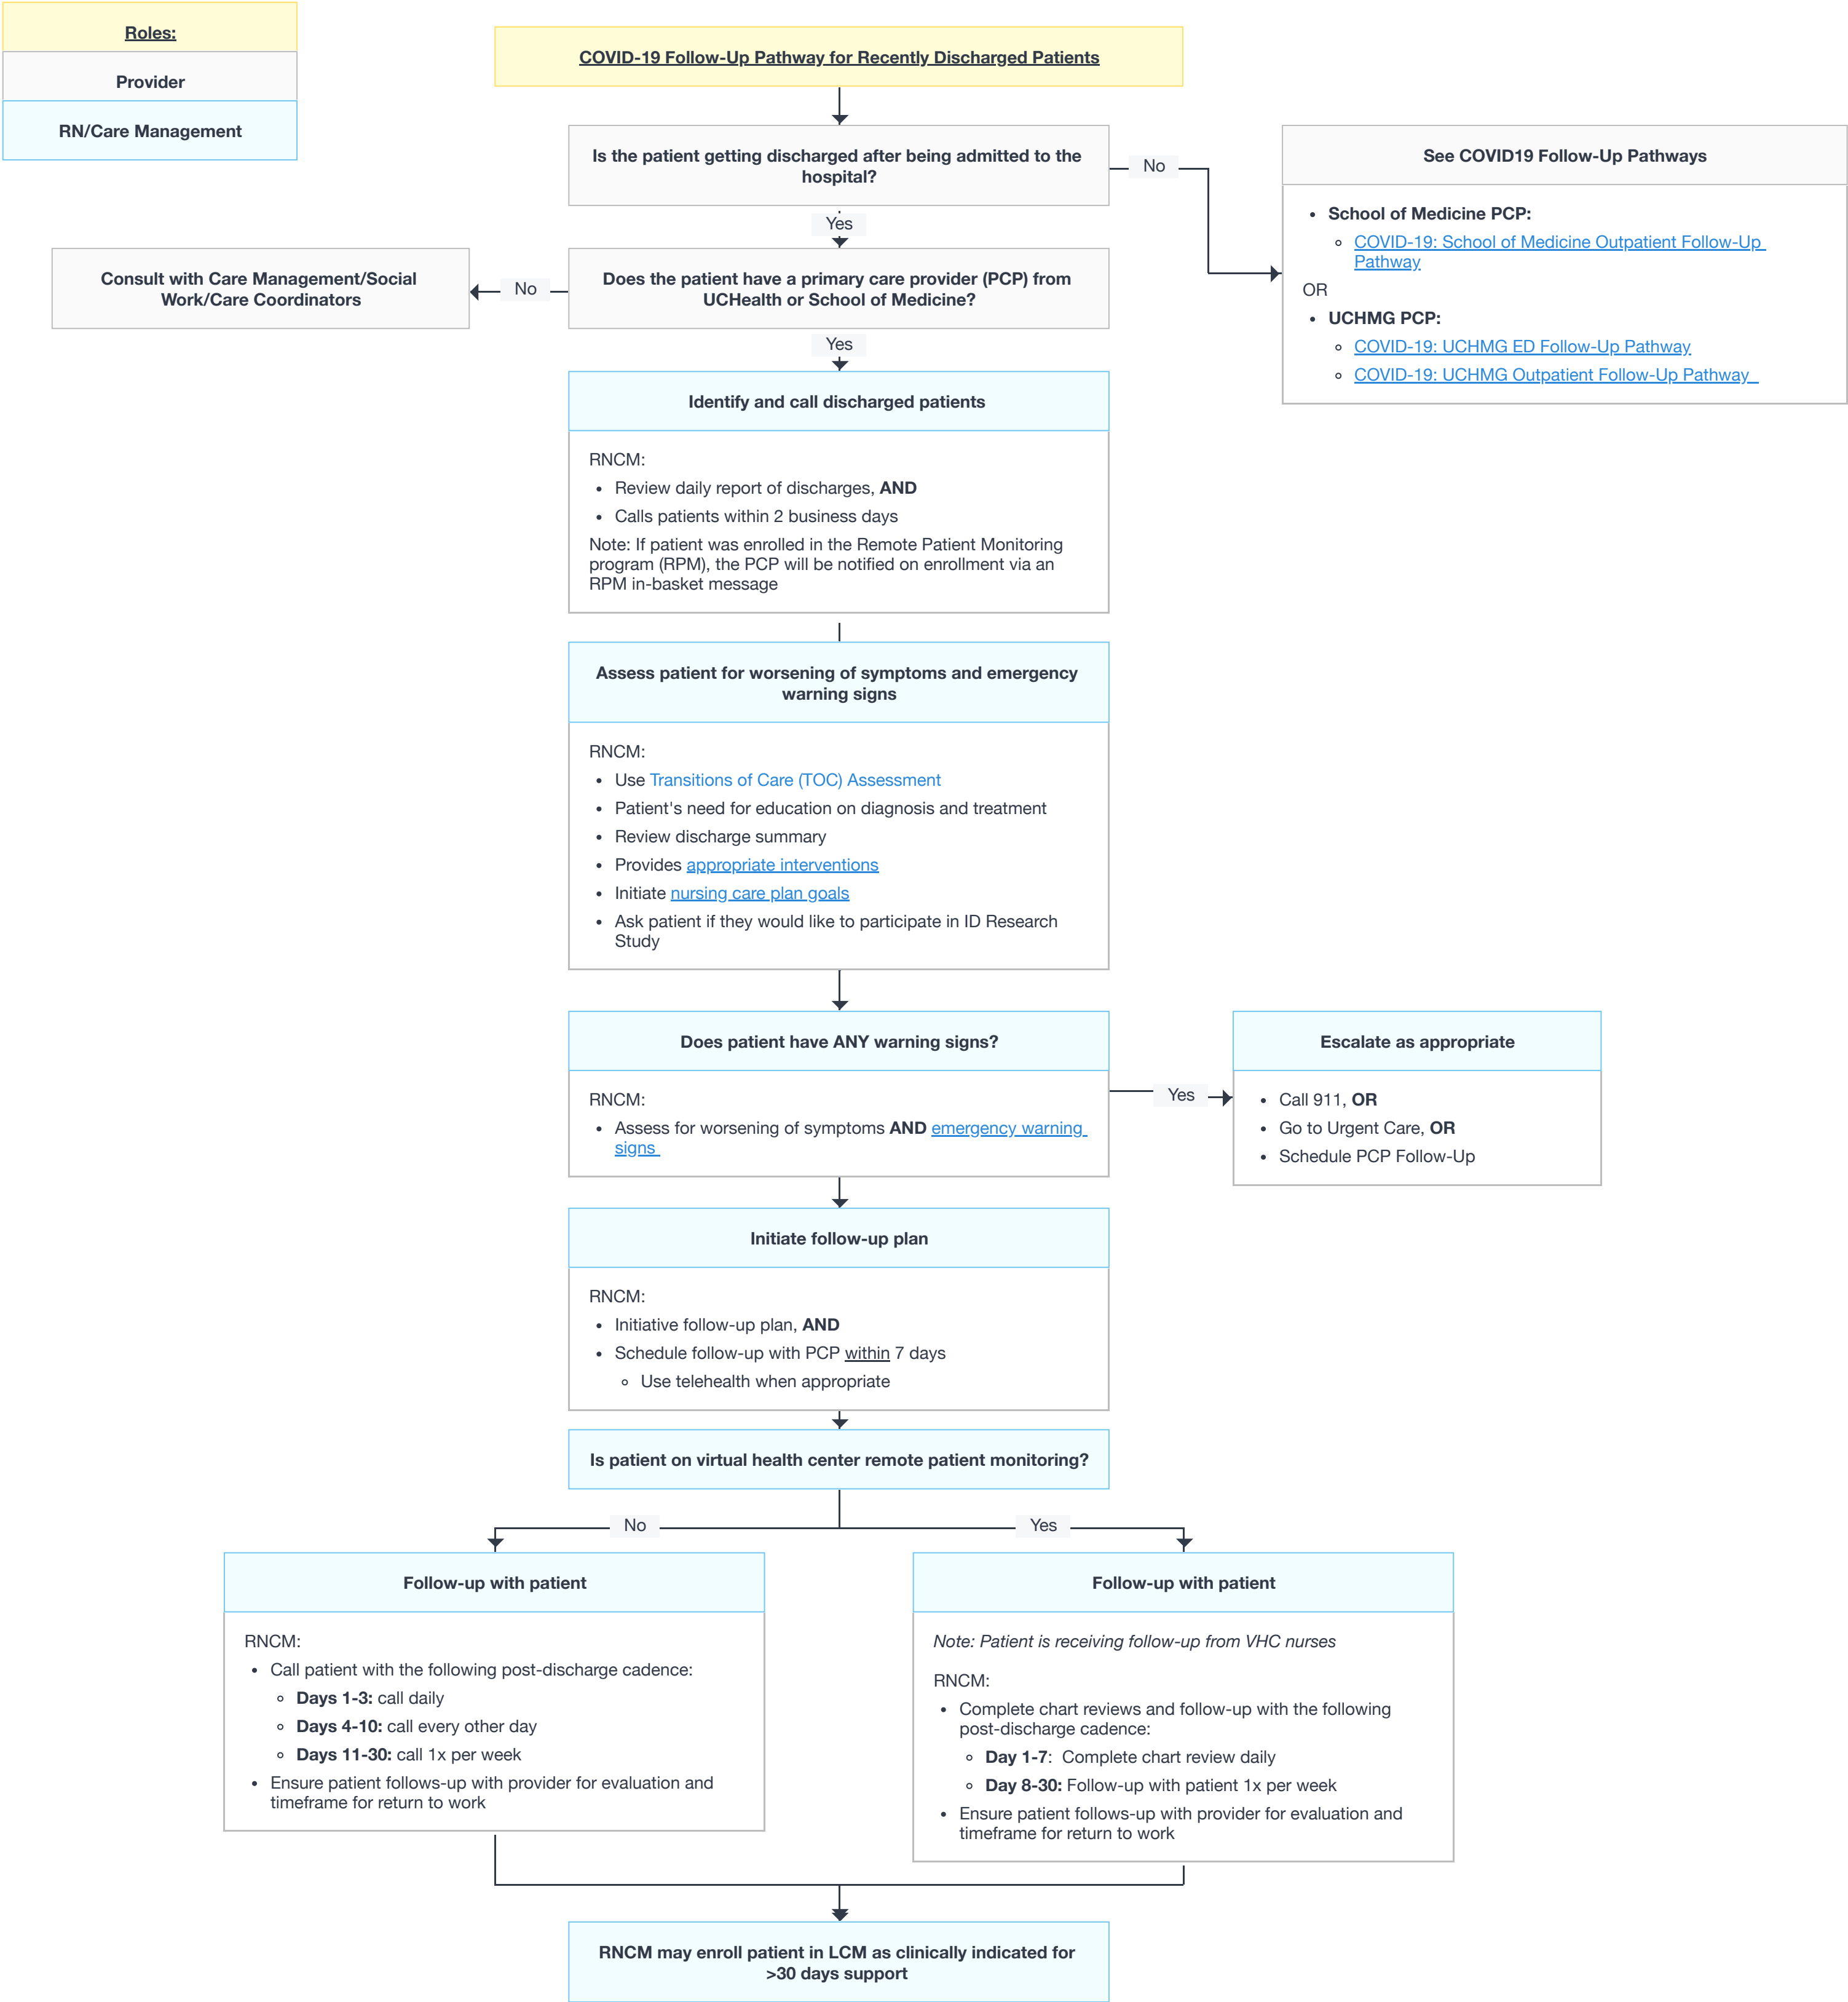 Roles:
Provider
RN/Care Management
COVID-19 Follow-Up Pathway for Recently Discharged Patients
Is the patient getting discharged after being admitted to the
hospital?
No
See COVID19 Follow-Up Pathways
• School of Medicine PCP:
◦ COVID-19: School of Medicine Outpatient Follow-Up
Pathway
OR
• UCHMG PCP:
◦ COVID-19: UCHMG ED Follow-Up Pathway
◦ COVID-19: UCHMG Outpatient Follow-Up Pathway
Yes
Does the patient have a primary care provider (PCP) from
UCHealth or School of Medicine?
No
Consult with Care Management/Social
Work/Care Coordinators
Yes
Identify and call discharged patients
RNCM:
• Review daily report of discharges, AND
• Calls patients within 2 business days
Note: If patient was enrolled in the Remote Patient Monitoring
program (RPM), the PCP will be notified on enrollment via an
RPM in-basket message
Assess patient for worsening of symptoms and emergency
warning signs
RNCM:
• Use Transitions of Care (TOC) Assessment
• Patient's need for education on diagnosis and treatment
• Review discharge summary
• Provides appropriate interventions
• Initiate nursing care plan goals
• Ask patient if they would like to participate in ID Research
Study
Does patient have ANY warning signs?
RNCM:
• Assess for worsening of symptoms AND emergency warning
signs
Yes
Escalate as appropriate
• Call 911, OR
• Go to Urgent Care, OR
• Schedule PCP Follow-Up
Initiate follow-up plan
RNCM:
• Initiative follow-up plan, AND
• Schedule follow-up with PCP within 7 days
◦ Use telehealth when appropriate
Is patient on virtual health center remote patient monitoring?
No
Follow-up with patient
RNCM:
• Call patient with the following post-discharge cadence:
◦ Days 1-3: call daily
◦ Days 4-10: call every other day
◦ Days 11-30: call 1x per week
• Ensure patient follows-up with provider for evaluation and
timeframe for return to work
Yes
Follow-up with patient
Note: Patient is receiving follow-up from VHC nurses
RNCM:
• Complete chart reviews and follow-up with the following
post-discharge cadence:
◦ Day 1-7: Complete chart review daily
◦ Day 8-30: Follow-up with patient 1x per week
• Ensure patient follows-up with provider for evaluation and
timeframe for return to work
RNCM may enroll patient in LCM as clinically indicated for
>30 days support